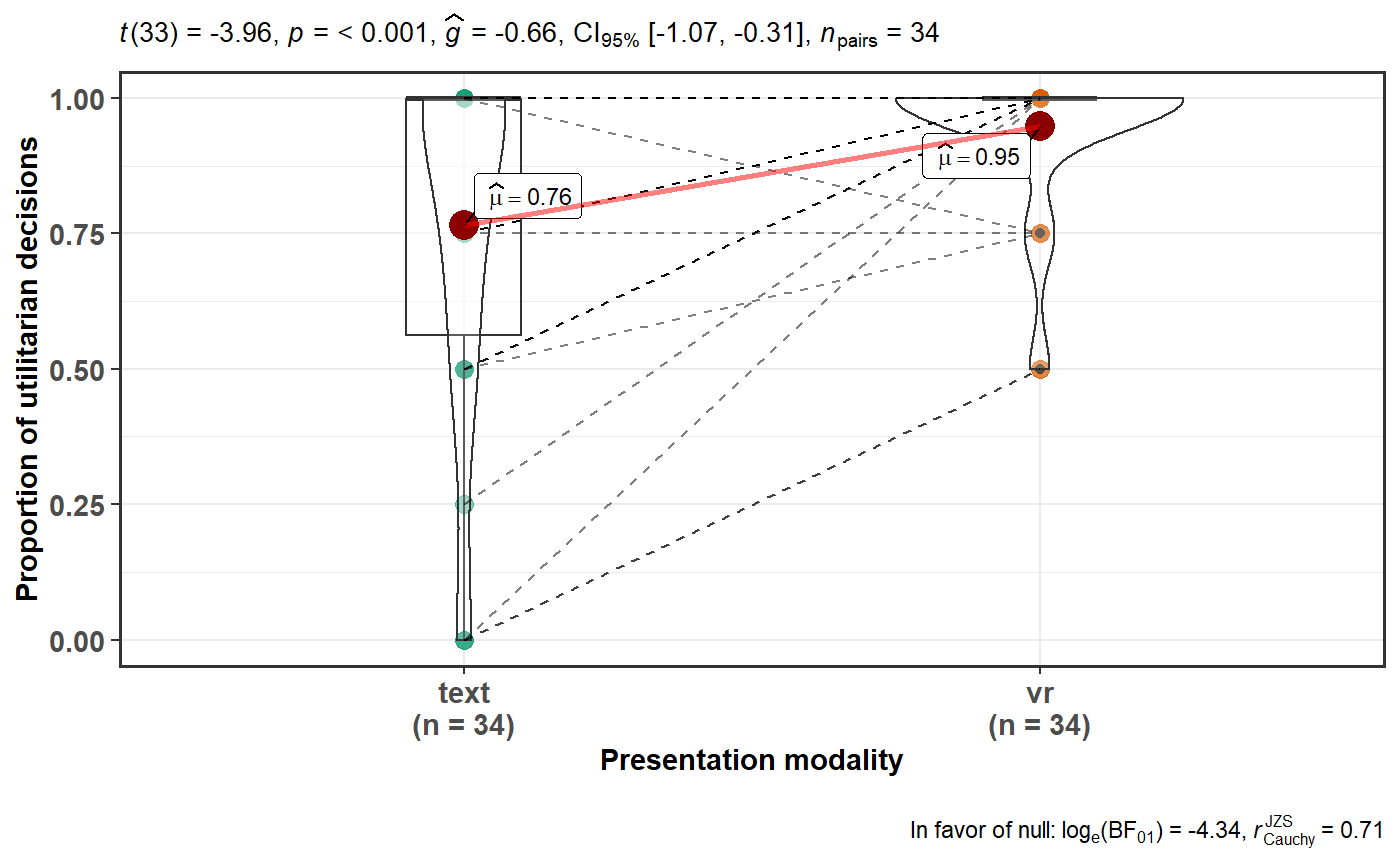 t(33) = -3.96, p = < 0.001, ĝ = -0.66, CI95% [-1.07, -0.31], npairs = 34
Proportion of utilitarian decisions
1.00
0.75
0.50
0.25
0.00
μ̂ = 0.76
μ̂ = 0.95
text
(n = 34)
vr
(n = 34)
Presentation modality
In favor of null: loge(BF01) = -4.34, rJZSCauchy = 0.71